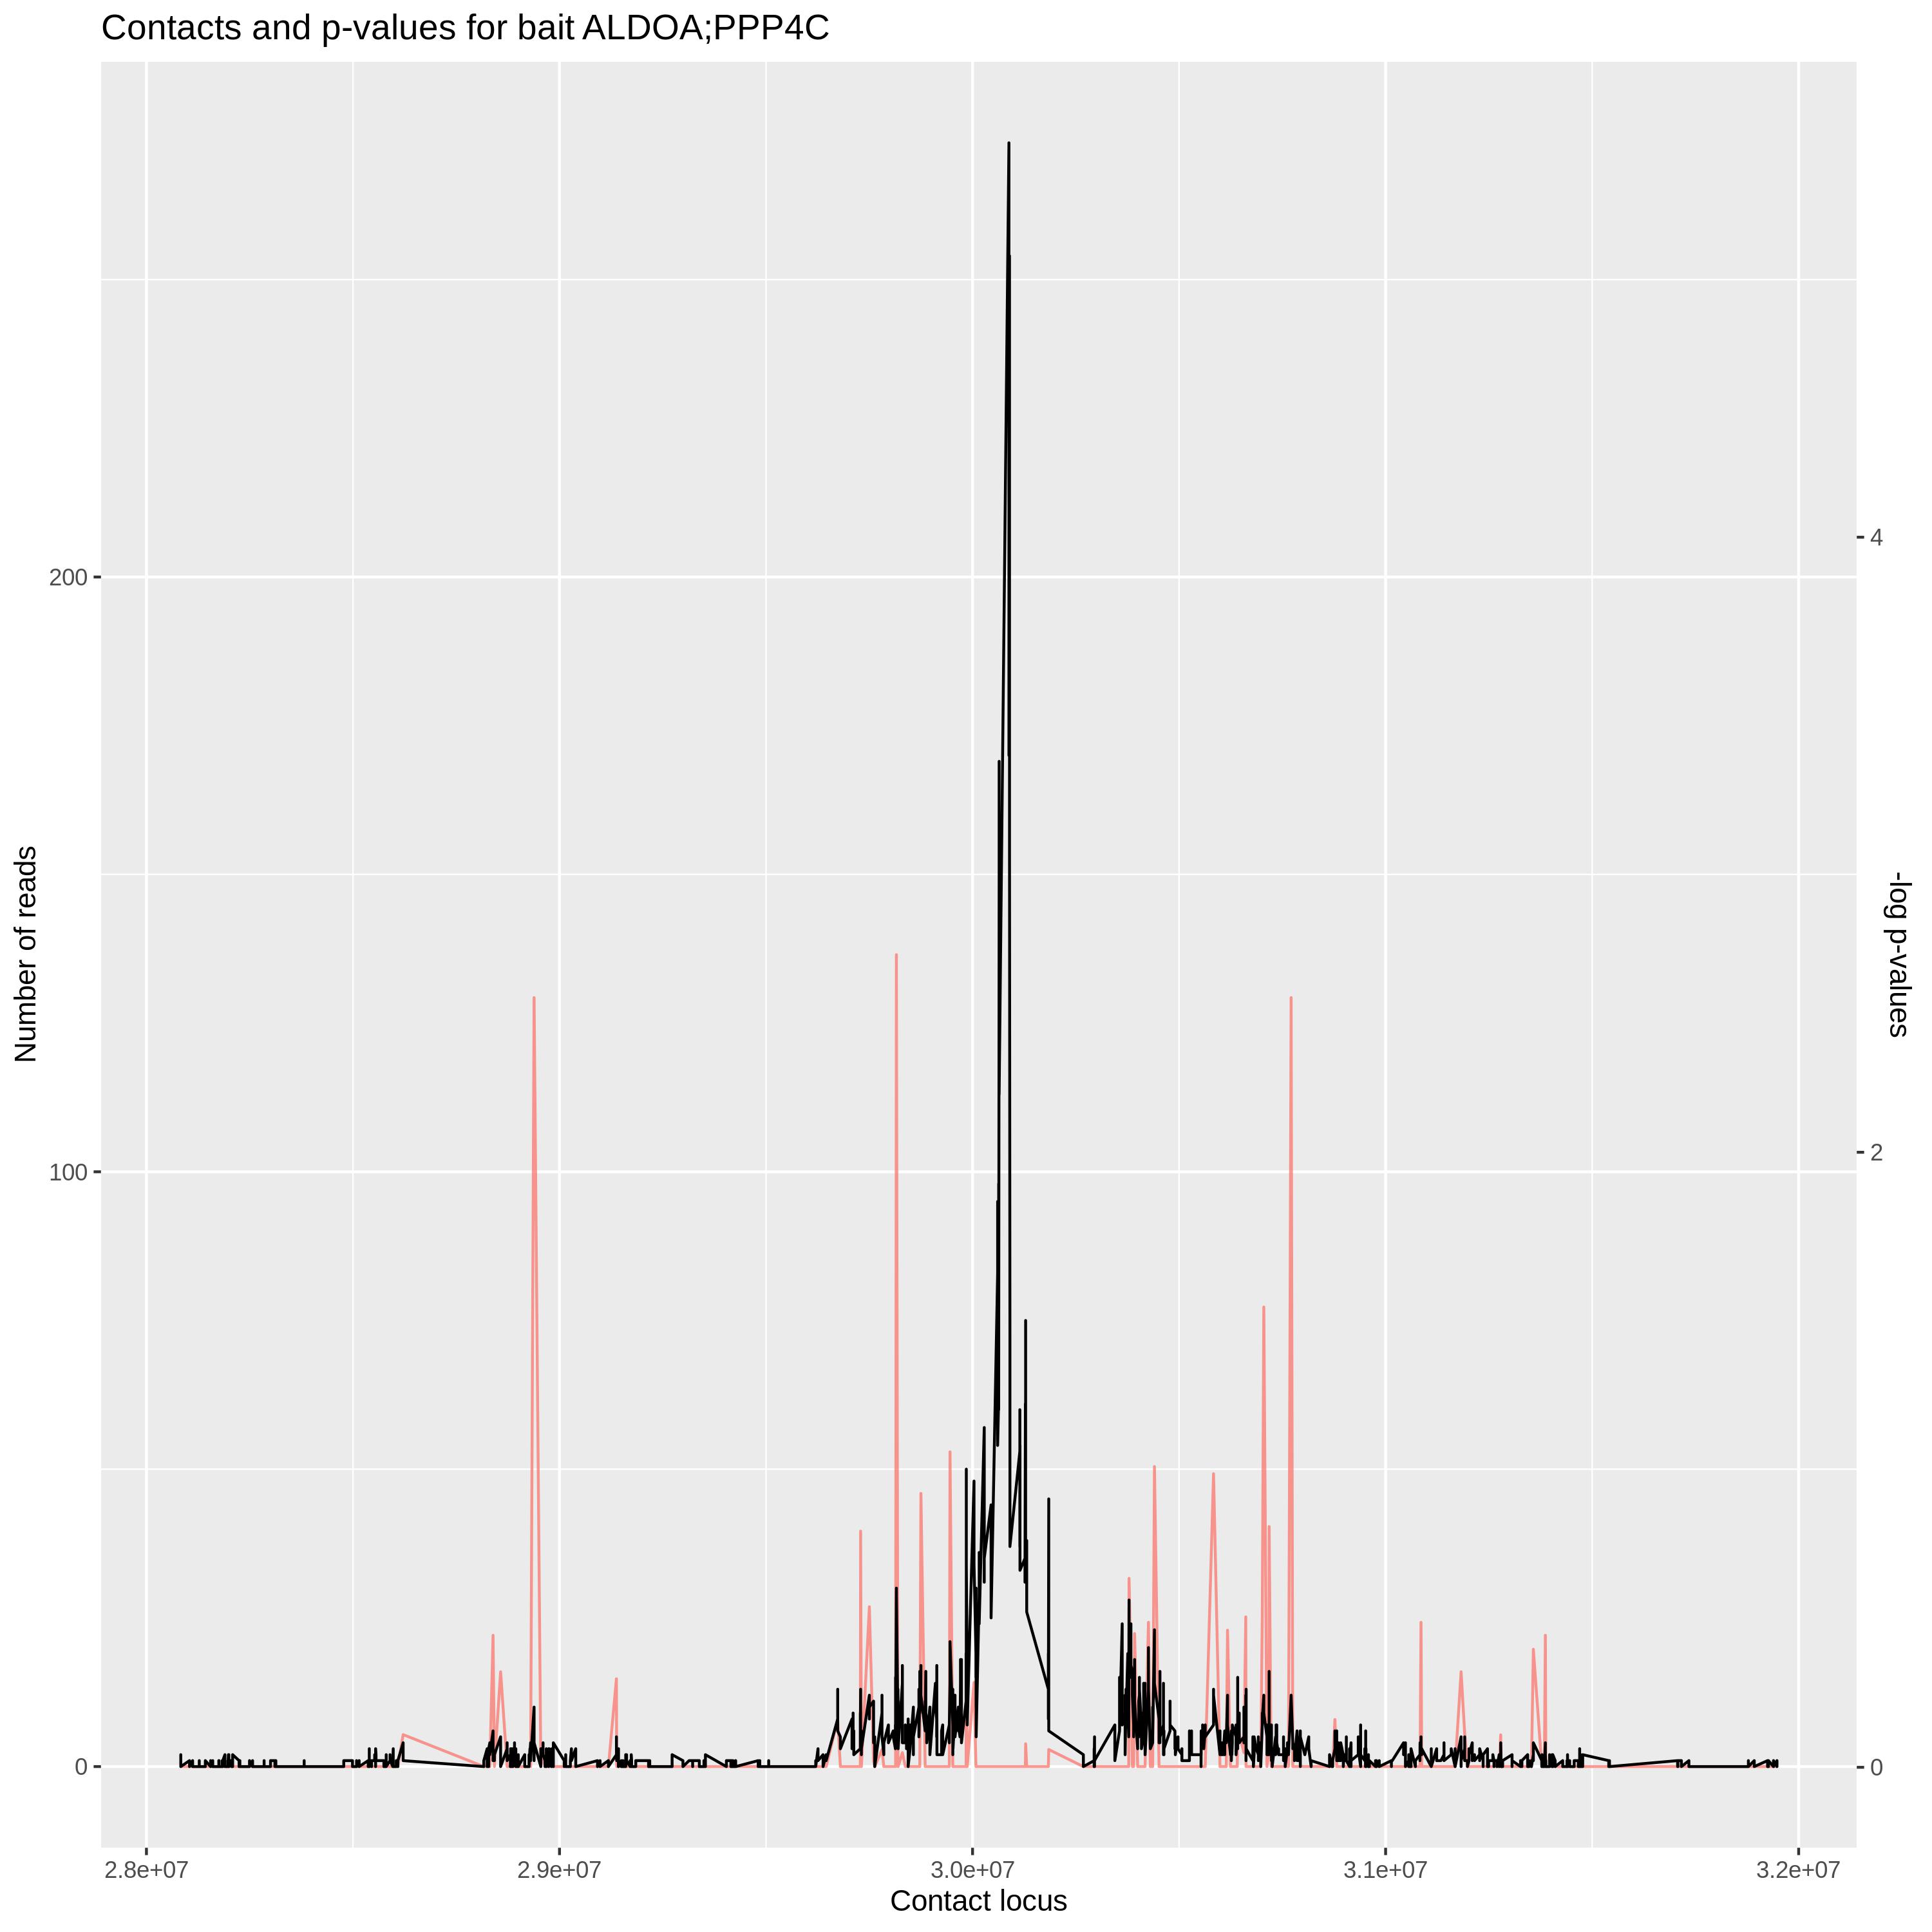 Contacts and p-values for bait ALDOA;PPP4C
Number of reads
200
100
0
4
2
0
-log p-values
2.8e+07 2.9e+07 3.0e+07 3.1e+07 3.2e+07
Contact locus